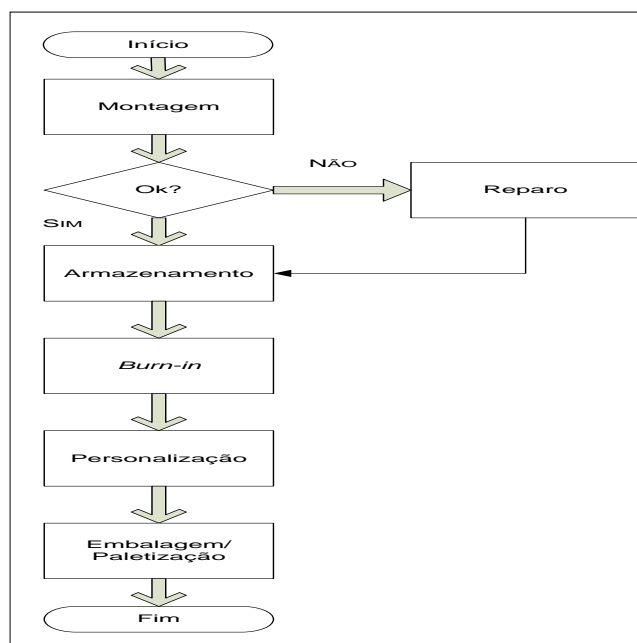 Início
Montagem
Ok?
NÃO
Reparo
SIM
Armazenamento
Burn-in
Personalização
Embalagem/
Paletização
Fim